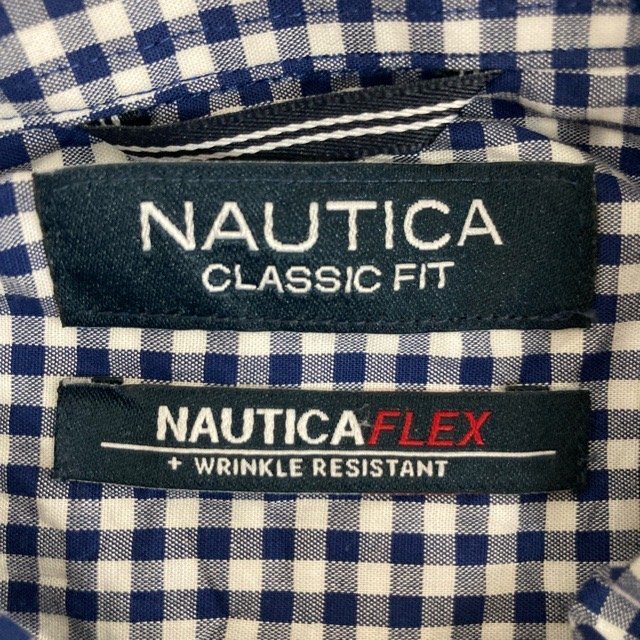 NAUTICA
CLASSIC FIT
NAUTICAFLEX
+ WRINKLE RESISTANT